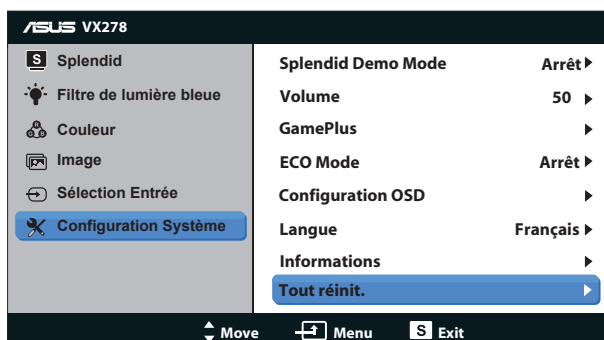 ASUS VX278
S Splendid
Filtre de lumière bleue
Couleur
Image
Sélection Entrée
Configuration Système
Splendid Demo Mode Arrêt
Volume 50
GamePlus
ECO Mode Arrêt
Configuration OSD
Langue Français
Informations
Tout réinit.
Move Menu S Exit